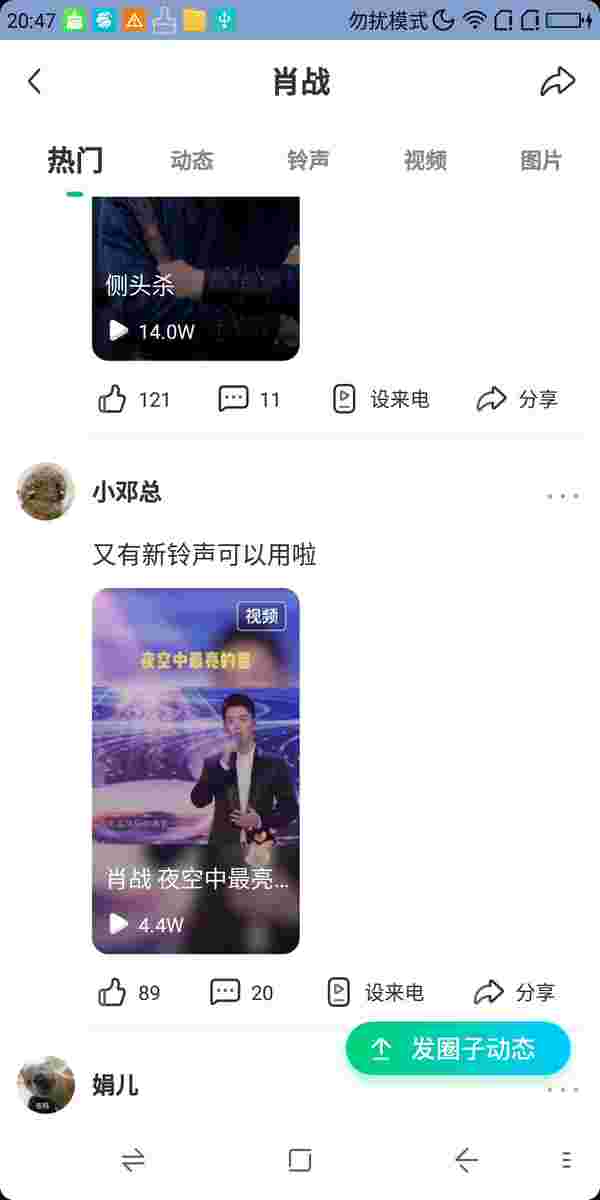 20:47
勿扰模式
肖战
热门
动态
铃声
视频
图片
侧头杀
14.0W
121
11
设来电
分享
小邓总
又有新铃声可以用啦
视频
夜空中最亮的星
肖战 夜空中最亮...
4.4W
89
20
设来电
分享
发圈子动态
娟儿